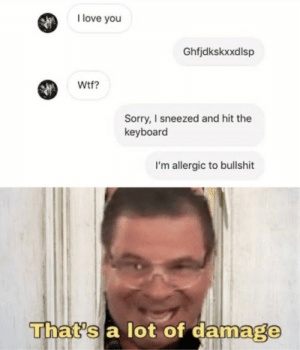 I love you
Ghfjdkskxxdlsp
Wtf?
Sorry, I sneezed and hit the
keyboard
I'm allergic to bullshit
That's a lot of damage